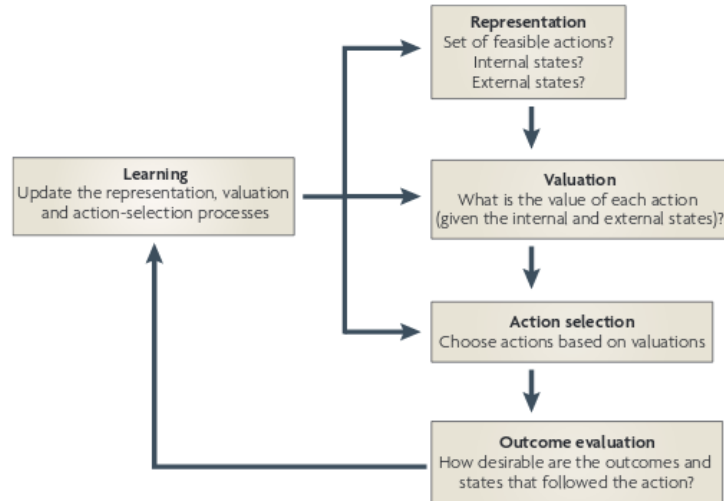 Representation
Set of feasible actions?
Internal states?
External states?
Learning
Update the representation, valuation
and action-selection processes
Valuation
What is the value of each action
(given the internal and external states)?
Action selection
Choose actions based on valuations
Outcome evaluation
How desirable are the outcomes and
states that followed the action?